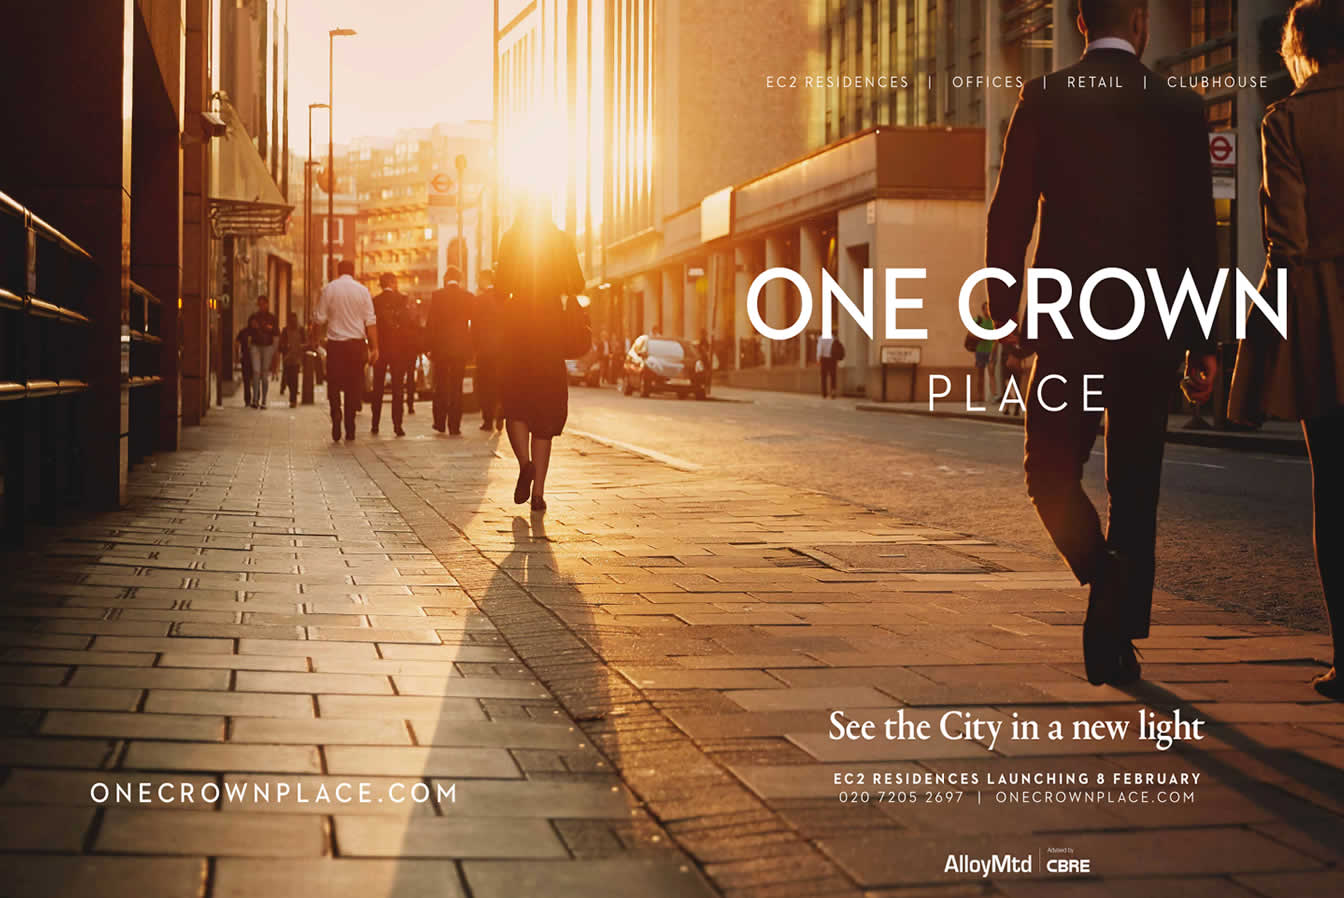 EC2 RESIDENCES | OFFICES | RETAIL | CLUBHOUSE
ONE CROWN
PLACE
See the City in a new light
EC2 RESIDENCES LAUNCHING 8 FEBRUARY
020 7205 2697 | ONECROWNPLACE.COM
ONECROWNPLACE.COM
AlloyMtd | Advised by CBRE